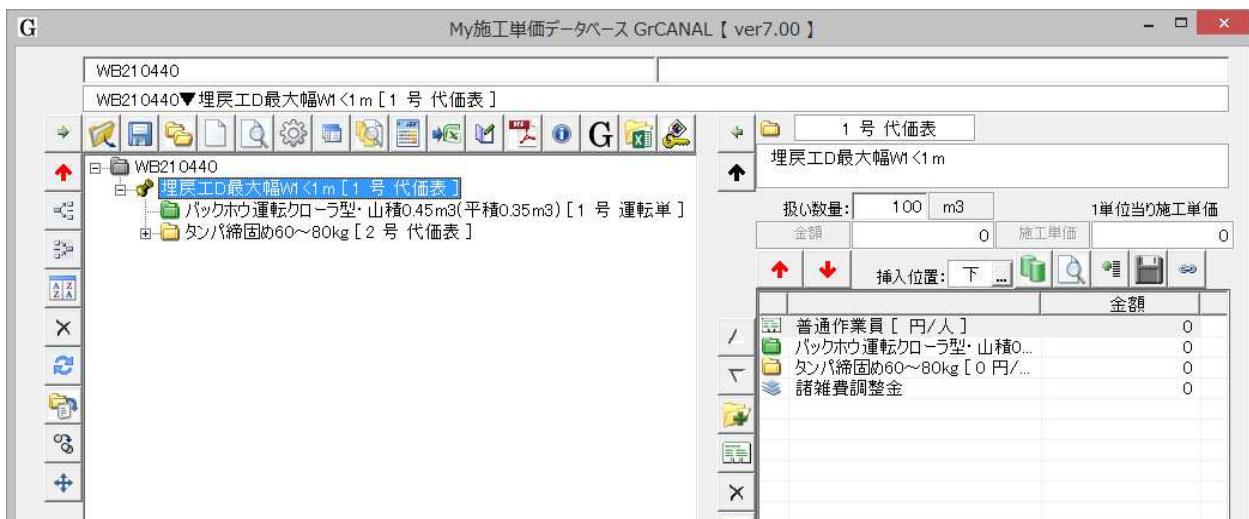 G
My施工単価データベース GrCANAL【 ver7.00 】
WB210440
WB210440▼埋戻工D最大幅W1<1m [ 1 号 代価表 ]
G
WB210440
埋戻工D最大幅W1<1m [ 1 号 代価表 ]
バックホウ運転クローラ型・山積0.45m3(平積0.35m3) [ 1 号 運転単 ]
タンパ締固め60～80kg [ 2 号 代価表 ]
1 号 代価表
埋戻工D最大幅W1<1m
扱い数量: 100 m3 1単位当り施工単価
金額 0 施工単価 0
挿入位置: 下 ...
金額
普通作業員 [ 円/人 ] 0
バックホウ運転クローラ型・山積0... 0
タンパ締固め60～80kg [ 0 円/... 0
諸雑費調整金 0